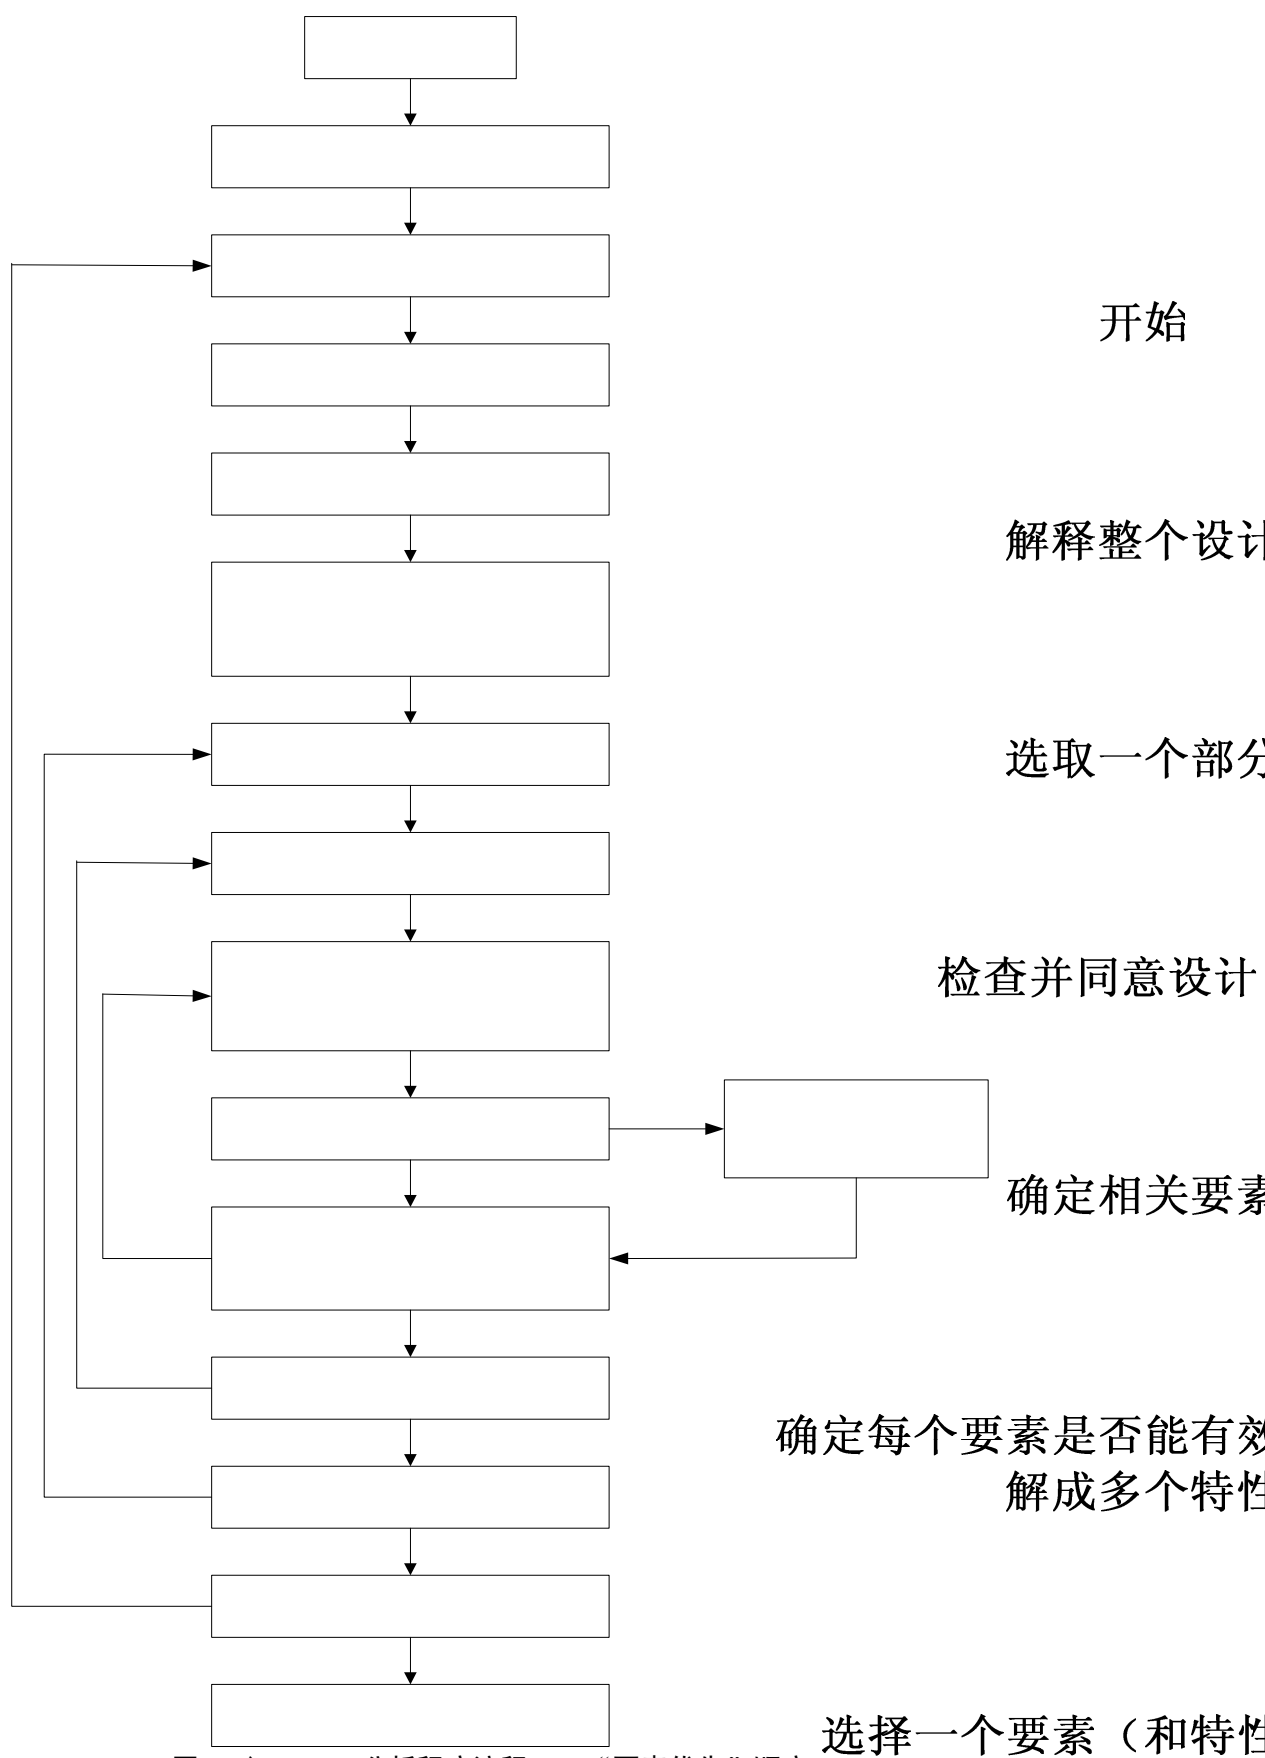 开始
解释整个设计
选取一个部分
检查并同意设计
确定相关要素
确定每个要素是否能有效
解成多个特性
选择一个要素（和特性